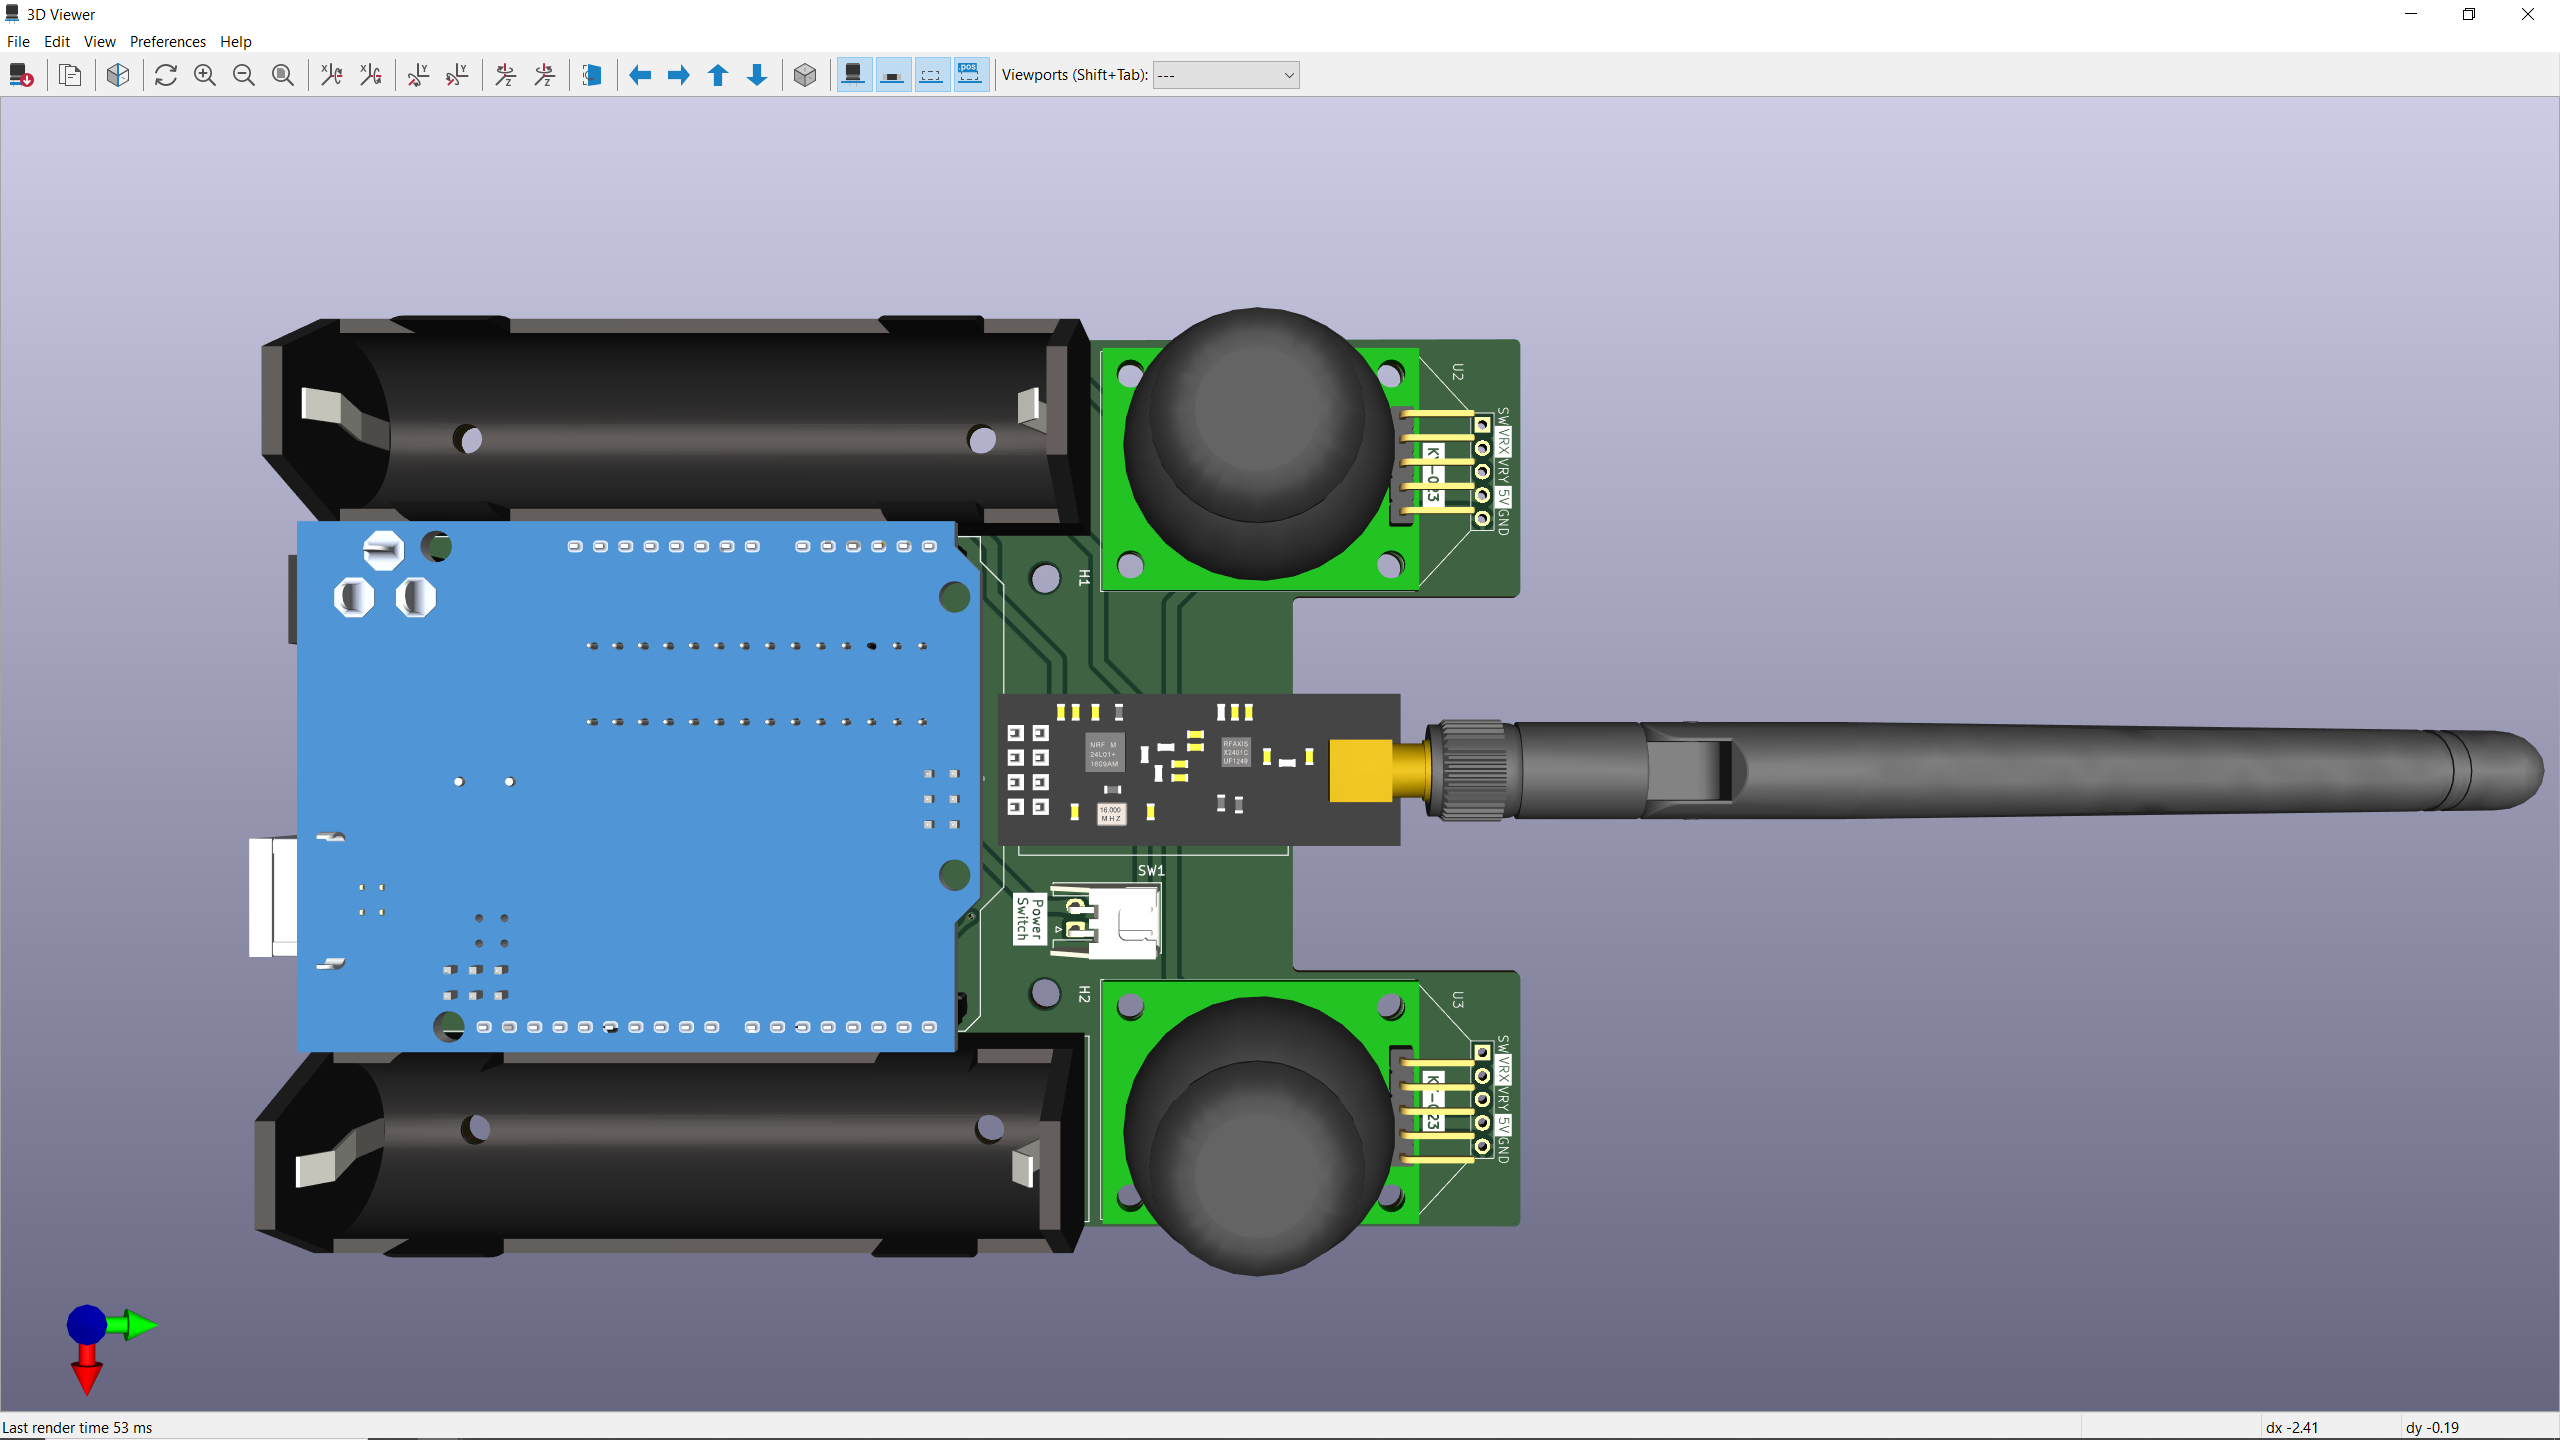 3D Viewer
File Edit View Preferences Help
Viewports (Shift+Tab): ---
U2
SW
VRX
VRY
5V
GND
H1
NRF M
24L01+
1609AM
RFAXIS
X2401C
UF1249
16.000
MHZ
SW1
Power
Switch
H2
U3
SW
VRX
VRY
5V
GND
Last render time 53 ms
dx -2.41
dy -0.19